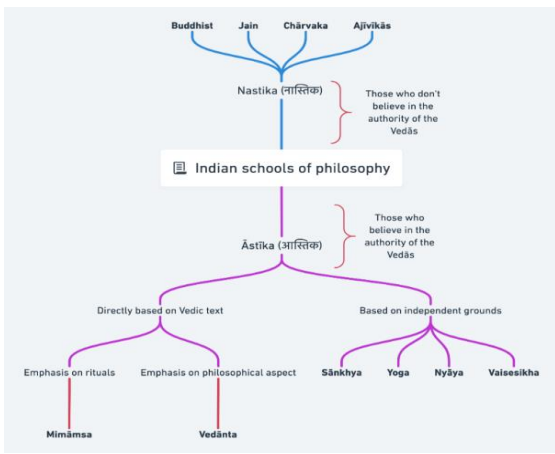 Buddhist Jain Chārvaka Ajīvikās
Nastika (नास्तिक)
Those who don't
believe in the
authority of the
Vedās
Indian schools of philosophy
Those who
believe in the
authority of the
Vedās
Āstīka (आस्तिक)
Directly based on Vedic text
Based on independent grounds
Emphasis on rituals
Emphasis on philosophical aspect
Sānkhya Yoga Nyāya Vaisesikha
Mimāmsa
Vedānta